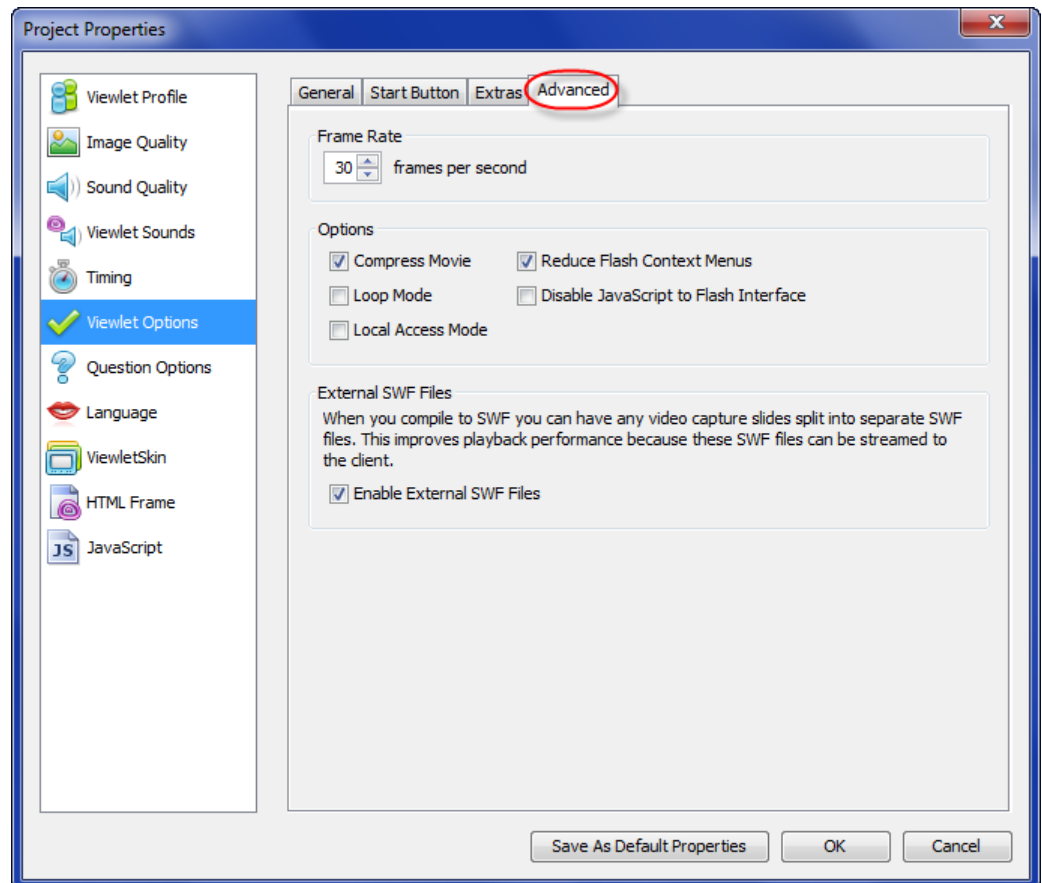 Project Properties
X
Viewlet Profile
Image Quality
Sound Quality
Viewlet Sounds
Timing
Viewlet Options
Question Options
Language
ViewletSkin
HTML Frame
JS JavaScript
General Start Button Extras Advanced
Frame Rate
30 frames per second
Options
Compress Movie Reduce Flash Context Menus
Loop Mode Disable JavaScript to Flash Interface
Local Access Mode
External SWF Files
When you compile to SWF you can have any video capture slides split into separate SWF
files. This improves playback performance because these SWF files can be streamed to
the client.
Enable External SWF Files
Save As Default Properties OK Cancel